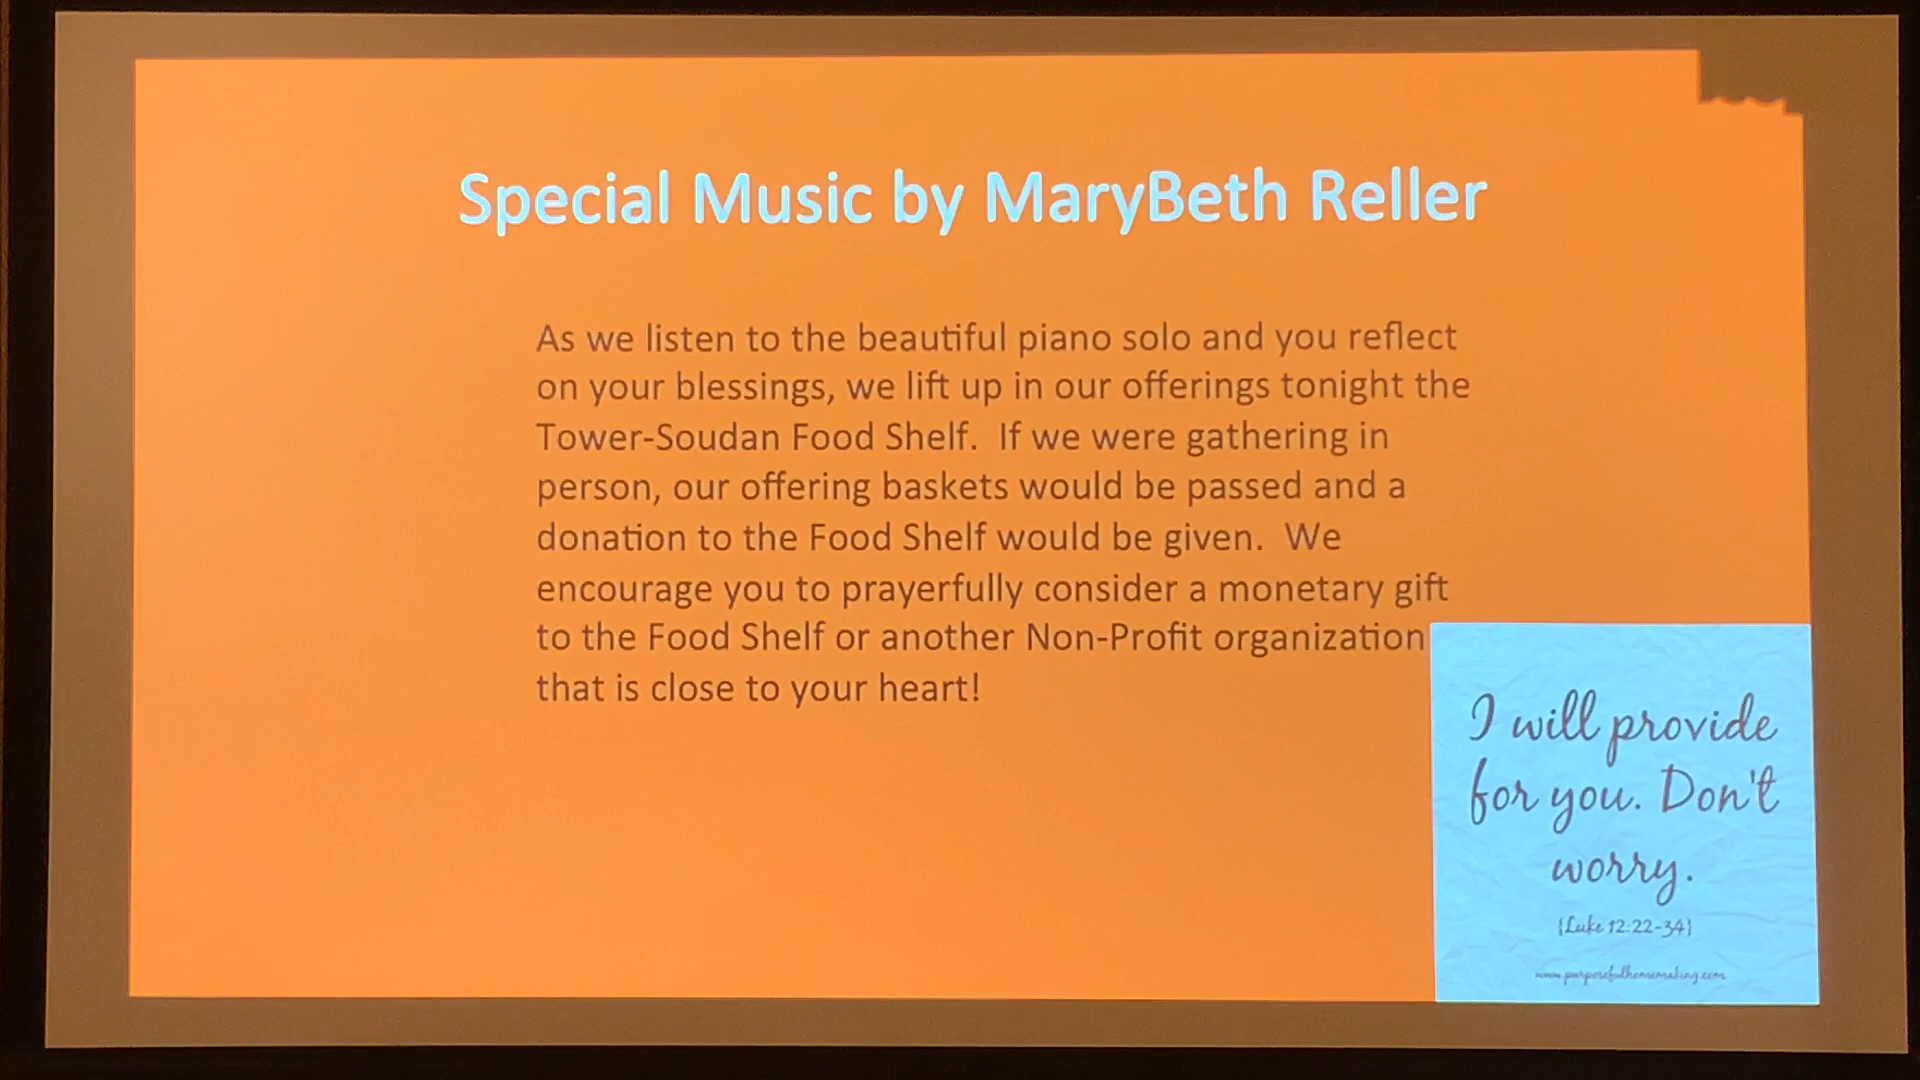 Special Music by MaryBeth Reller
As we listen to the beautiful piano solo and you reflect
on your blessings, we lift up in our offerings tonight the
Tower-Soudan Food Shelf.  If we were gathering in
person, our offering baskets would be passed and a
donation to the Food Shelf would be given.  We
encourage you to prayerfully consider a monetary gift
to the Food Shelf or another Non-Profit organization
that is close to your heart!
I will provide
for you. Don't
worry.
{Luke 12:22-34}
www.purposefulhomemaking.com